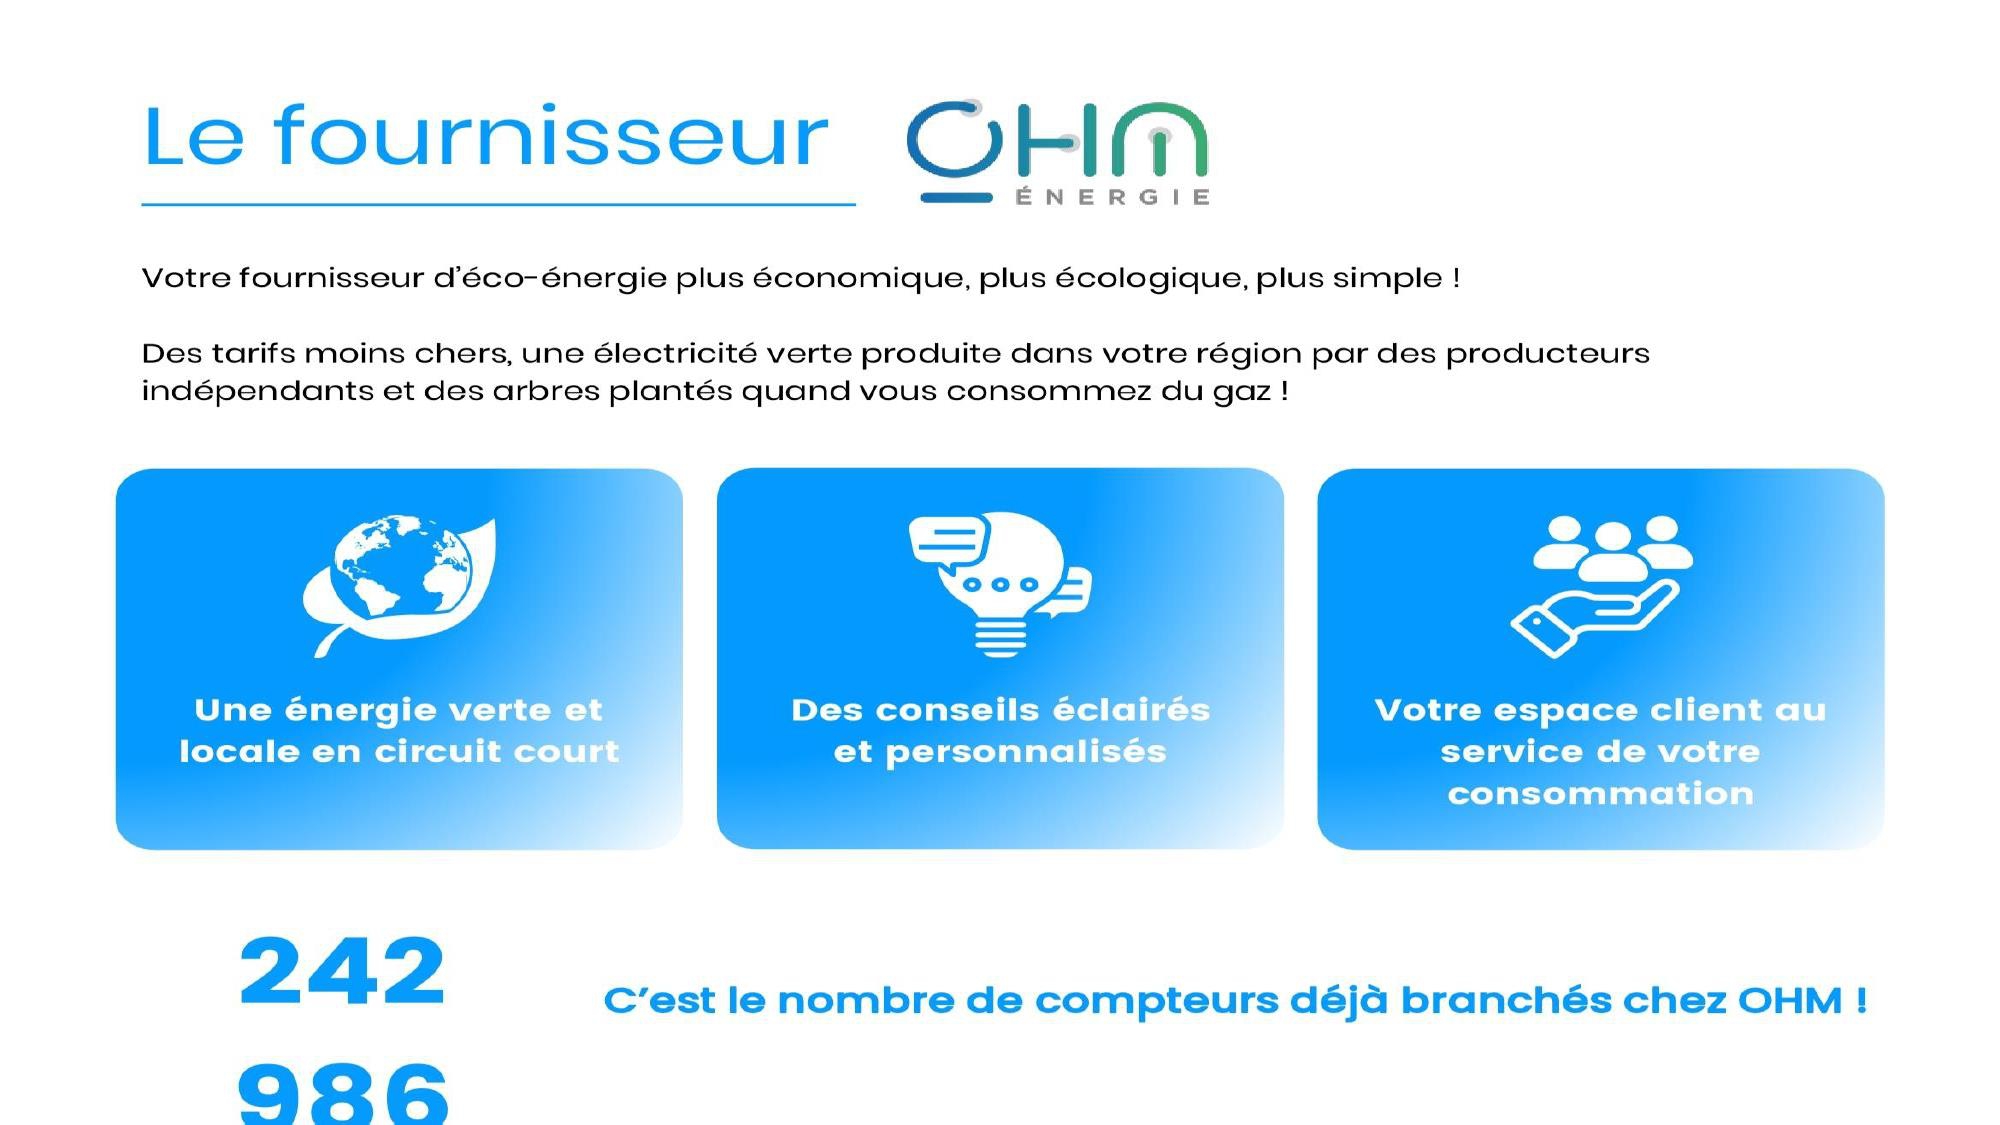 Le fournisseur
OHM
ÉNERGIE
Votre fournisseur d’éco-énergie plus économique, plus écologique, plus simple !
Des tarifs moins chers, une électricité verte produite dans votre région par des producteurs
indépendants et des arbres plantés quand vous consommez du gaz !
Une énergie verte et
locale en circuit court
Des conseils éclairés
et personnalisés
Votre espace client au
service de votre
consommation
242
986
C’est le nombre de compteurs déjà branchés chez OHM !